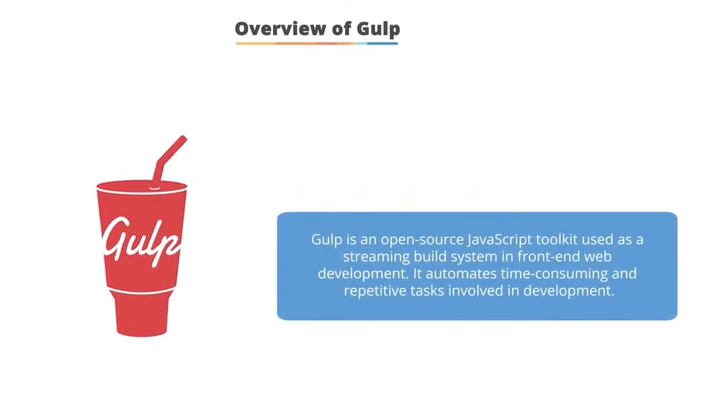 Overview of Gulp
Gulp
Gulp is an open-source JavaScript toolkit used as a
streaming build system in front-end web
development. It automates time-consuming and
repetitive tasks involved in development.